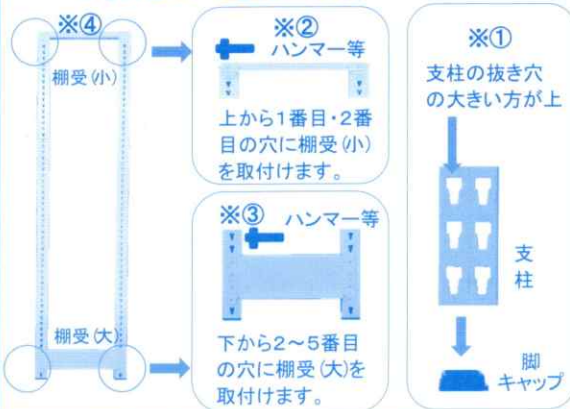 ※④
棚受(小)
棚受(大)
※②
ハンマー等
上から1番目・2番
目の穴に棚受(小)
を取付けます。
※③
ハンマー等
下から2～5番目
の穴に棚受(大)を
取付けます。
※①
支柱の抜き穴
の大きい方が上
支柱
脚
キャップ